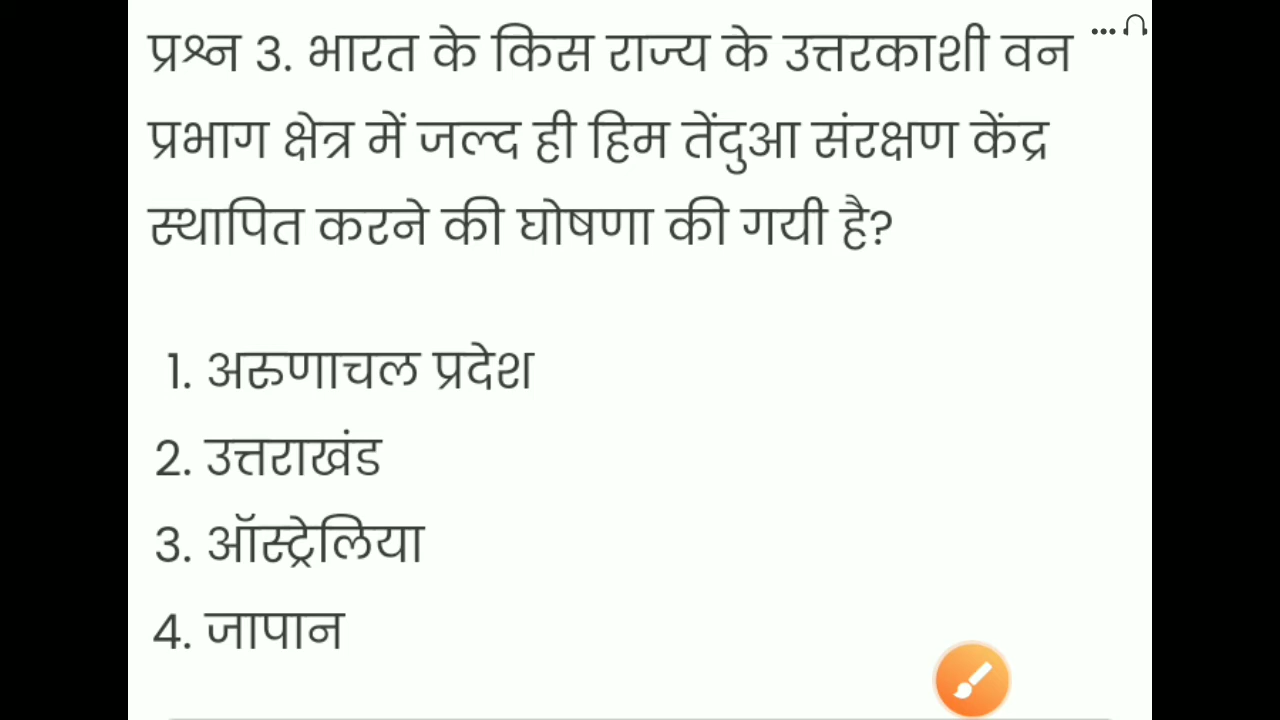 प्रश्न 3. भारत के किस राज्य के उत्तरकाशी वन
प्रभाग क्षेत्र में जल्द ही हिम तेंदुआ संरक्षण केंद्र
स्थापित करने की घोषणा की गयी है?
1. अरुणाचल प्रदेश
2. उत्तराखंड
3. ऑस्ट्रेलिया
4. जापान